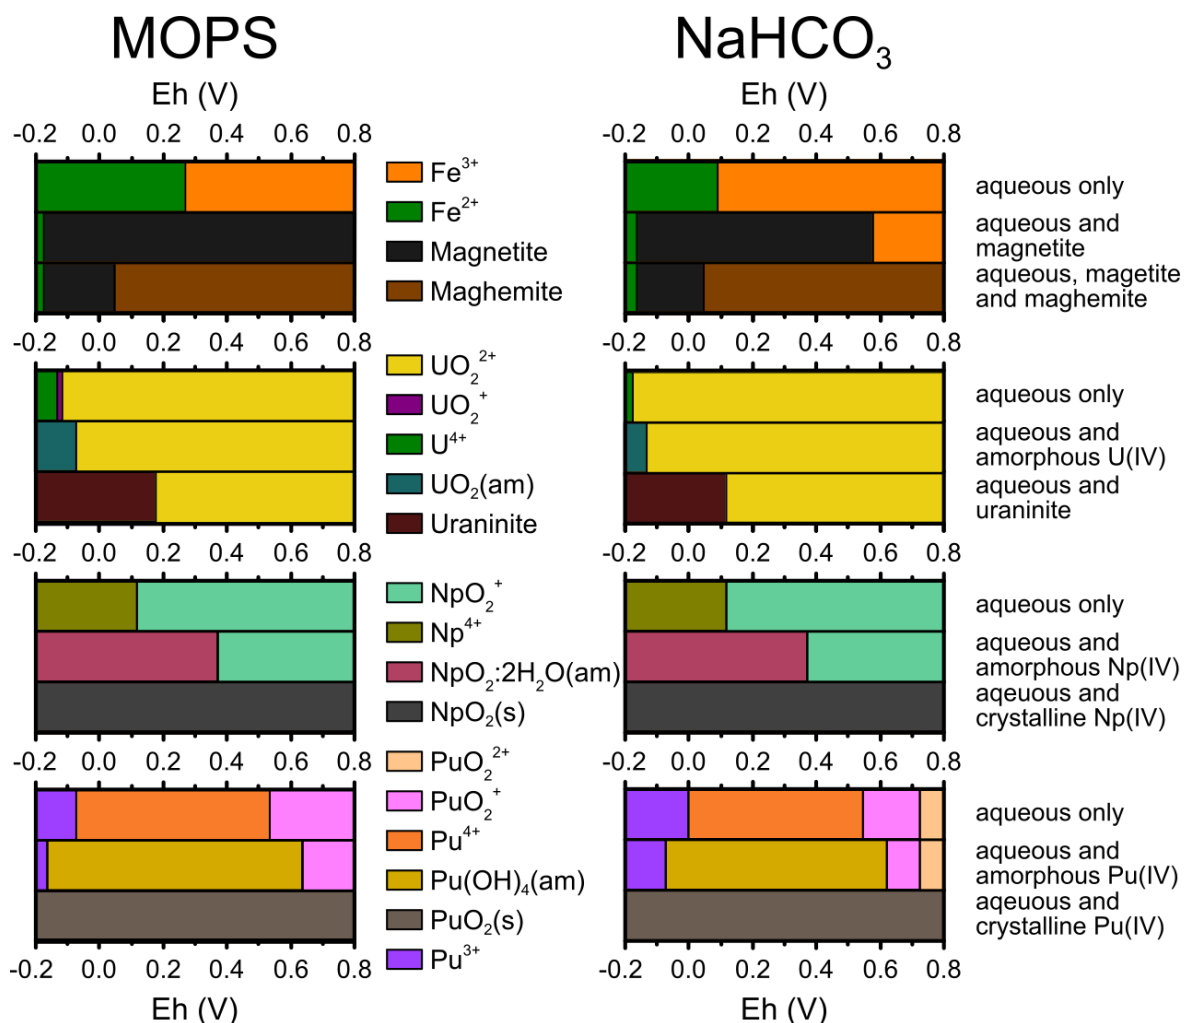 MOPS
NaHCO3
Eh (V)
Eh (V)
-0.2 0.0 0.2 0.4 0.6 0.8
-0.2 0.0 0.2 0.4 0.6 0.8
Fe3+
Fe2+
Magnetite
Maghemite
aqueous only
aqueous and
magnetite
aqueous, magetite
and maghemite
-0.2 0.0 0.2 0.4 0.6 0.8
-0.2 0.0 0.2 0.4 0.6 0.8
UO22+
UO2+
U4+
UO2(am)
Uraninite
aqueous only
aqueous and
amorphous U(IV)
aqueous and
uraninite
-0.2 0.0 0.2 0.4 0.6 0.8
-0.2 0.0 0.2 0.4 0.6 0.8
NpO2+
Np4+
NpO2:2H2O(am)
NpO2(s)
aqueous only
aqueous and
amorphous Np(IV)
aqeuous and
crystalline Np(IV)
-0.2 0.0 0.2 0.4 0.6 0.8
-0.2 0.0 0.2 0.4 0.6 0.8
PuO22+
PuO2+
Pu4+
Pu(OH)4(am)
PuO2(s)
Pu3+
aqueous only
aqueous and
amorphous Pu(IV)
aqeuous and
crystalline Pu(IV)
-0.2 0.0 0.2 0.4 0.6 0.8
-0.2 0.0 0.2 0.4 0.6 0.8
Eh (V)
Eh (V)